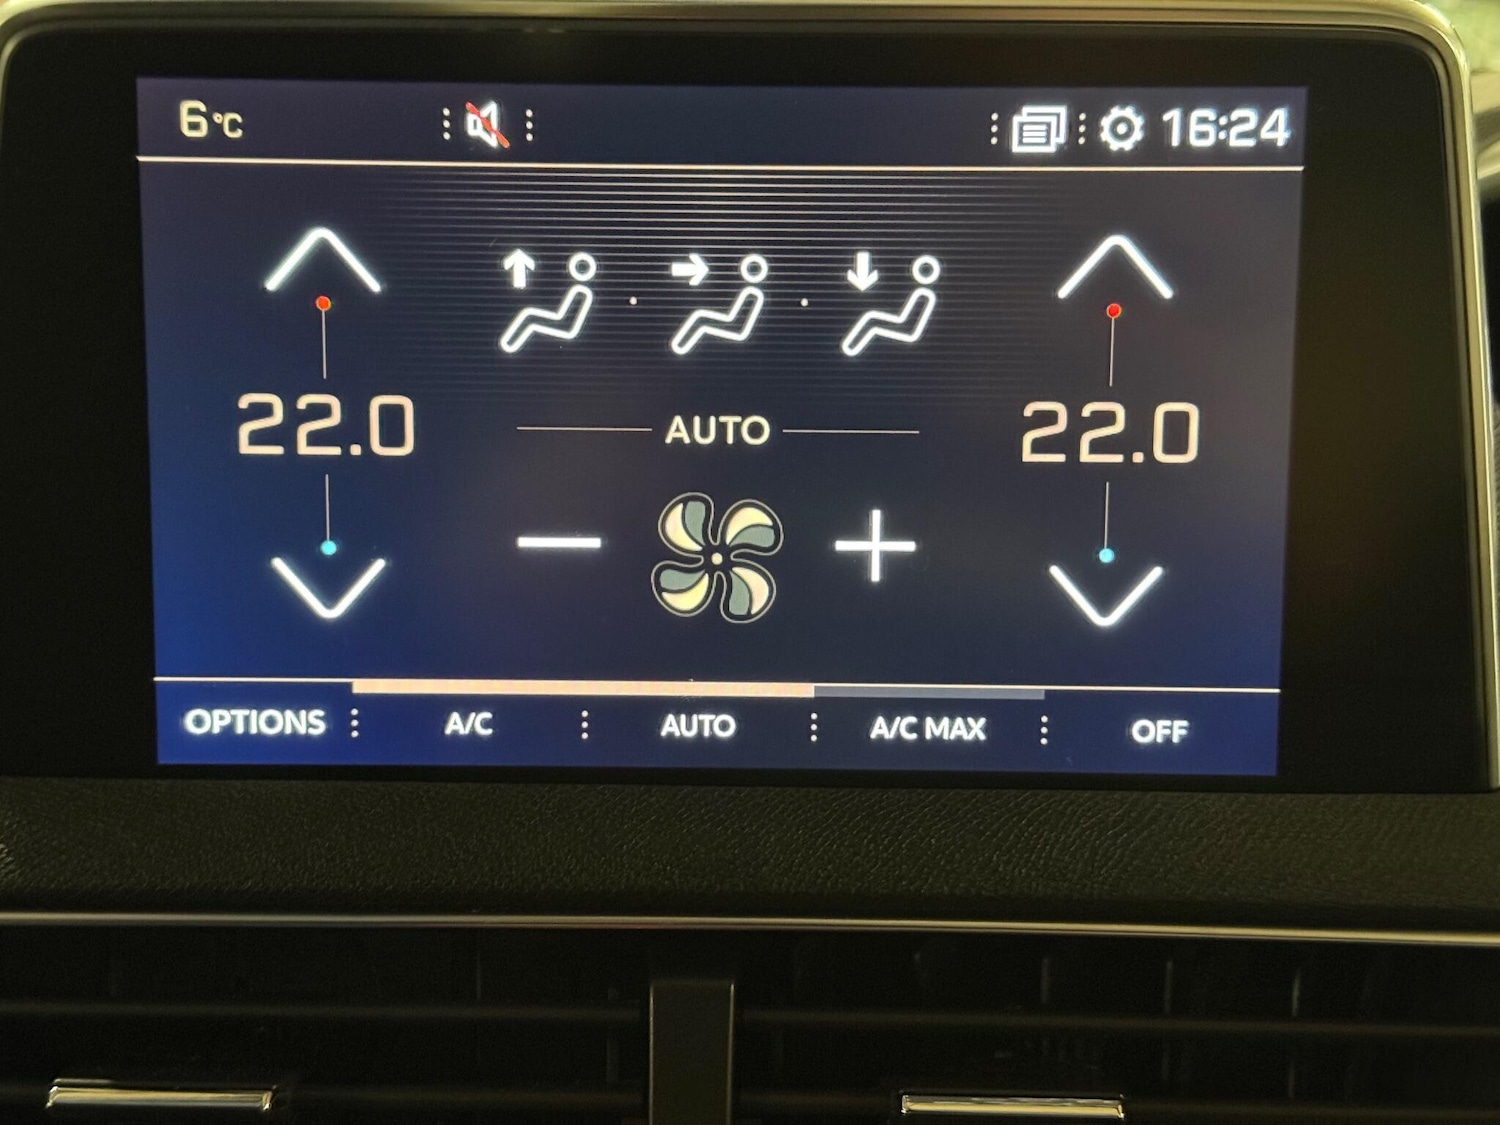 6°C 16:24
22.0 22.0
AUTO
OPTIONS A/C AUTO A/C MAX OFF